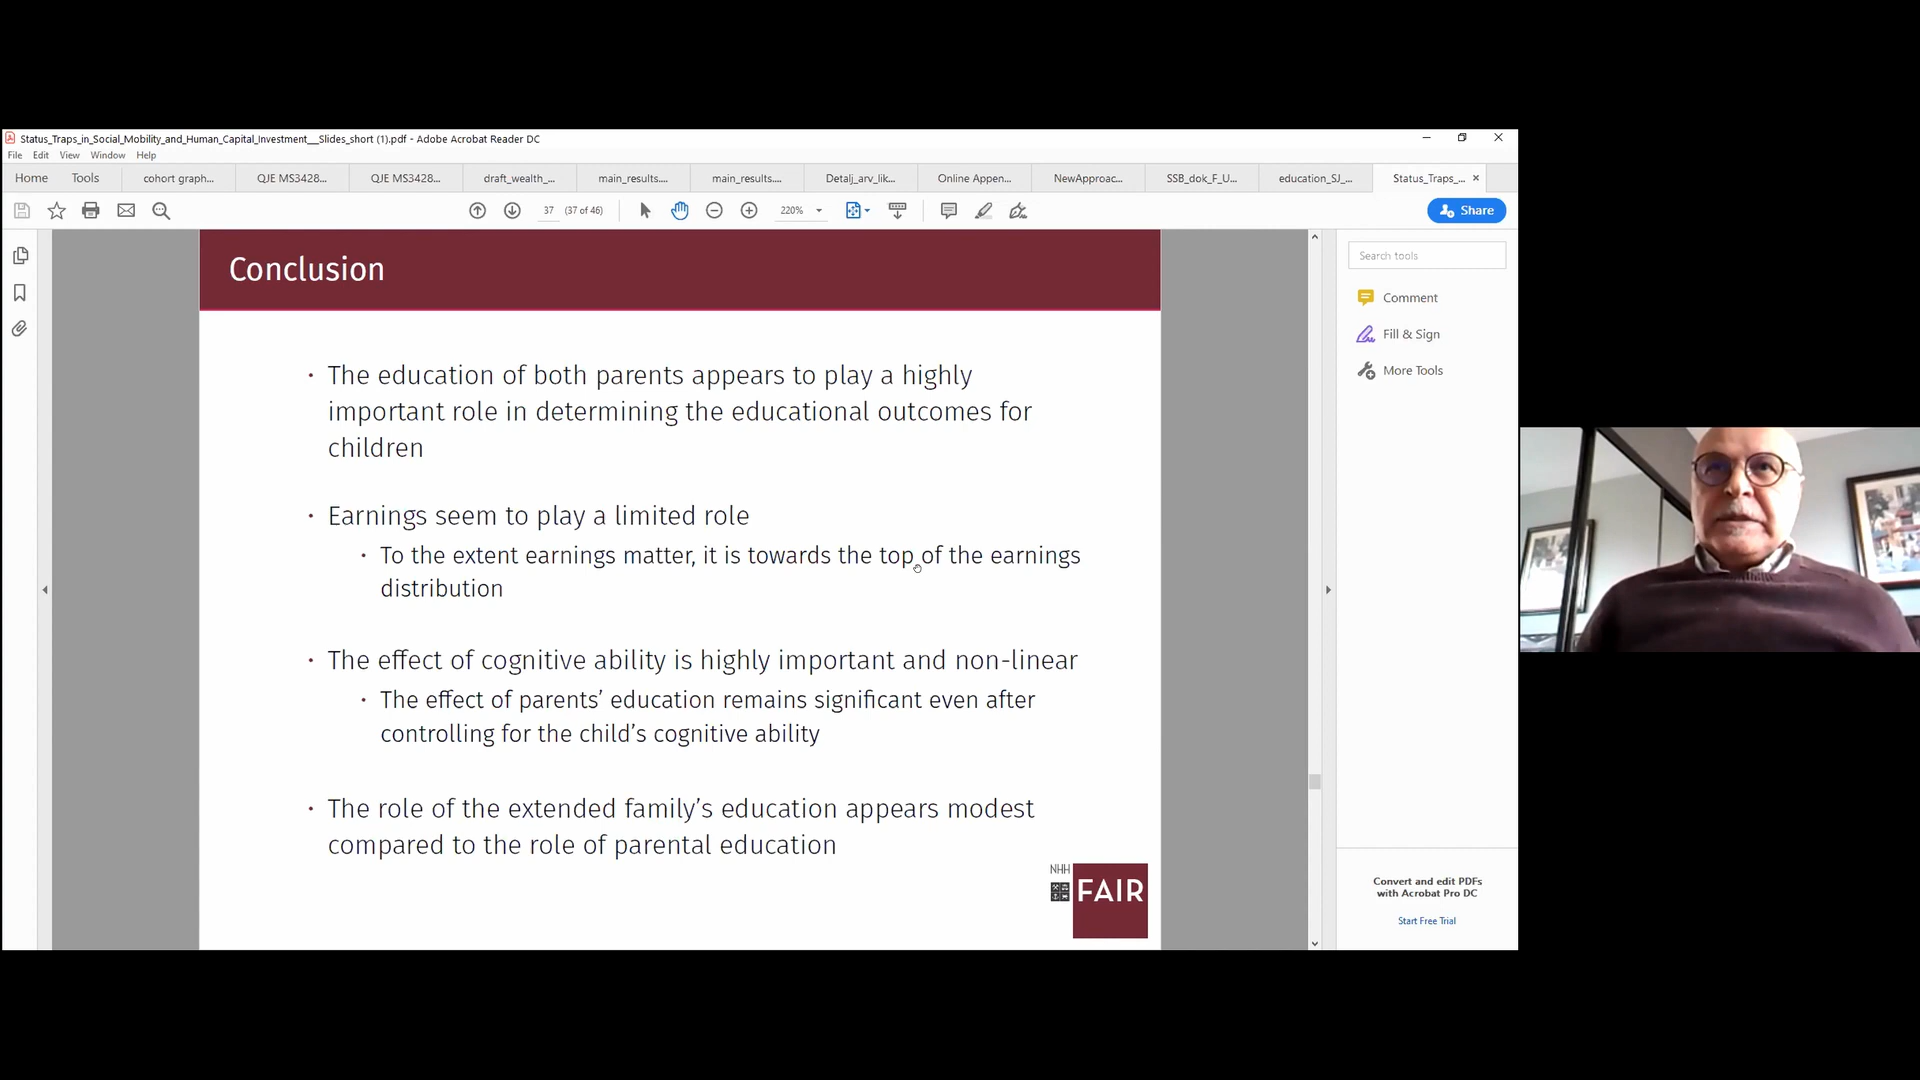 Status_Traps_in_Social_Mobility_and_Human_Capital_Investment__Slides_short (1).pdf - Adobe Acrobat Reader DC
File Edit View Window Help
Home Tools cohort graph... QJE MS3428... QJE MS3428... draft_wealth_... main_results.... main_results.... Detalj_arv_lik... Online Appen... NewApproac... SSB_dok_F_U... education_SJ_... Status_Traps_... ×
37 (37 of 46) 220% Share
Conclusion
• The education of both parents appears to play a highly
important role in determining the educational outcomes for
children
• Earnings seem to play a limited role
• To the extent earnings matter, it is towards the top of the earnings
distribution
• The effect of cognitive ability is highly important and non-linear
• The effect of parents’ education remains significant even after
controlling for the child’s cognitive ability
• The role of the extended family’s education appears modest
compared to the role of parental education
NHH
FAIR
Search tools
Comment
Fill & Sign
More Tools
Convert and edit PDFs
with Acrobat Pro DC
Start Free Trial